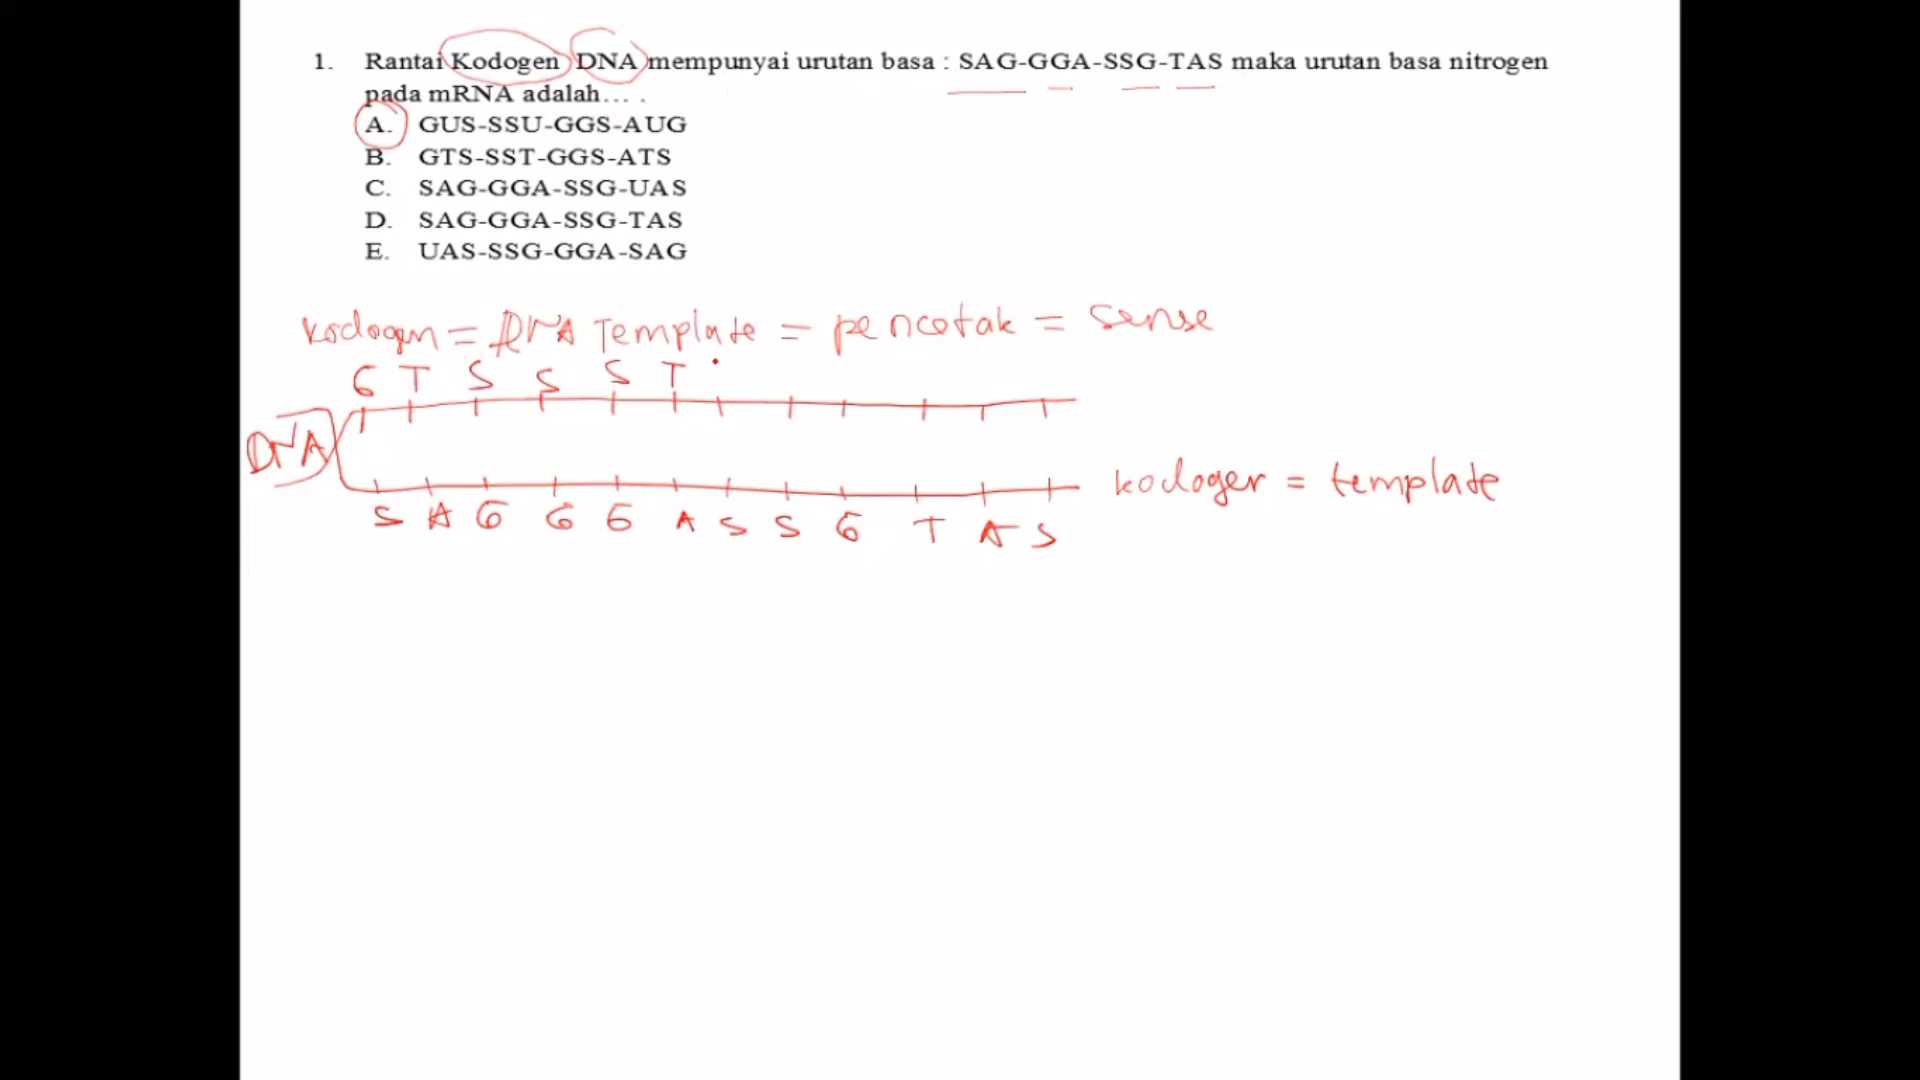 1. Rantai Kodogen DNA mempunyai urutan basa : SAG-GGA-SSG-TAS maka urutan basa nitrogen
pada mRNA adalah... .
A. GUS-SSU-GGS-AUG
B. GTS-SST-GGS-ATS
C. SAG-GGA-SSG-UAS
D. SAG-GGA-SSG-TAS
E. UAS-SSG-GGA-SAG
Kodogen = DNA Template = pencetak = sense
G T S S S T
DNA
kodogen = template
S A G G G A S S G T A S